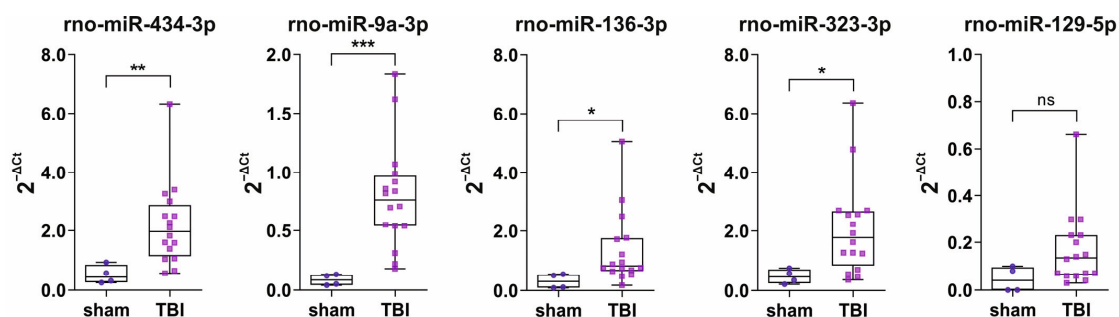 rno-miR-434-3p
8.0
6.0
4.0
2.0
0.0
2^-ΔCt
**
sham TBI
rno-miR-9a-3p
2.0
1.5
1.0
0.5
0.0
2^-ΔCt
***
sham TBI
rno-miR-136-3p
8.0
6.0
4.0
2.0
0.0
2^-ΔCt
*
sham TBI
rno-miR-323-3p
8.0
6.0
4.0
2.0
0.0
2^-ΔCt
*
sham TBI
rno-miR-129-5p
1.0
0.8
0.6
0.4
0.2
0.0
2^-ΔCt
ns
sham TBI